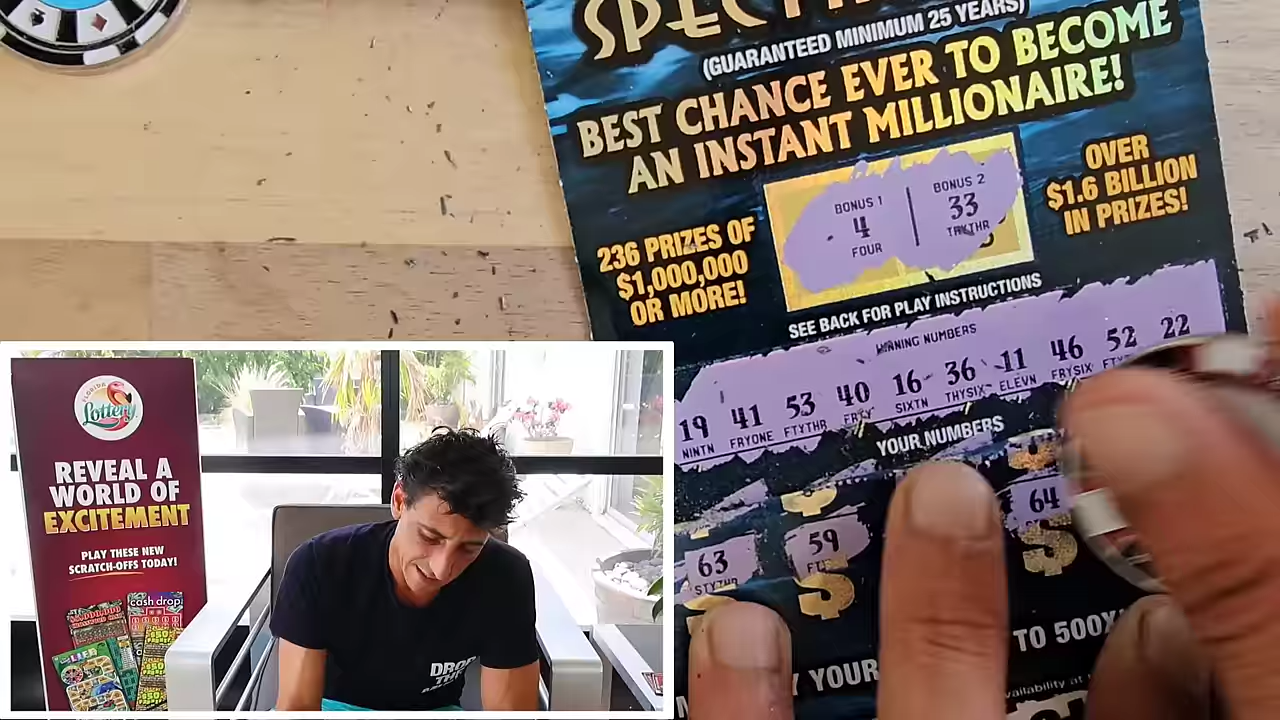 (GUARANTEED MINIMUM 25 YEARS)
BEST CHANCE EVER TO BECOME
AN INSTANT MILLIONAIRE!
236 PRIZES OF
$1,000,000
OR MORE!
BONUS 1
4
FOUR
BONUS 2
33
OVER
$1.6 BILLION
IN PRIZES!
SEE BACK FOR PLAY INSTRUCTIONS
WINNING NUMBERS
19 41 53 40 16 36 11 46 52 22
NINTN FRYONE FTYTHR FRTY SIXTN THYSIX ELEVN FRYSIX
YOUR NUMBERS
63 59 64
TO 500X
YOUR
FLORIDA
Lottery
REVEAL A
WORLD OF
EXCITEMENT
PLAY THESE NEW
SCRATCH-OFFS TODAY!
cash drop
DROP